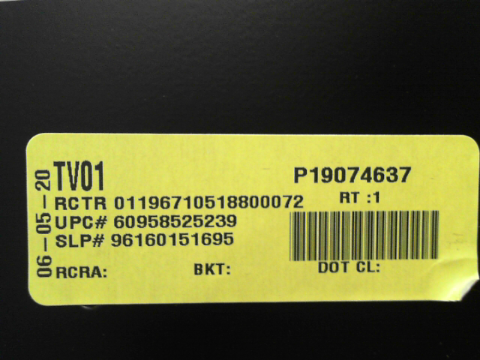 06-05-20
TV01
P19074637
RCTR 01196710518800072
RT :1
UPC# 60958525239
SLP# 96160151695
RCRA:
BKT:
DOT CL: